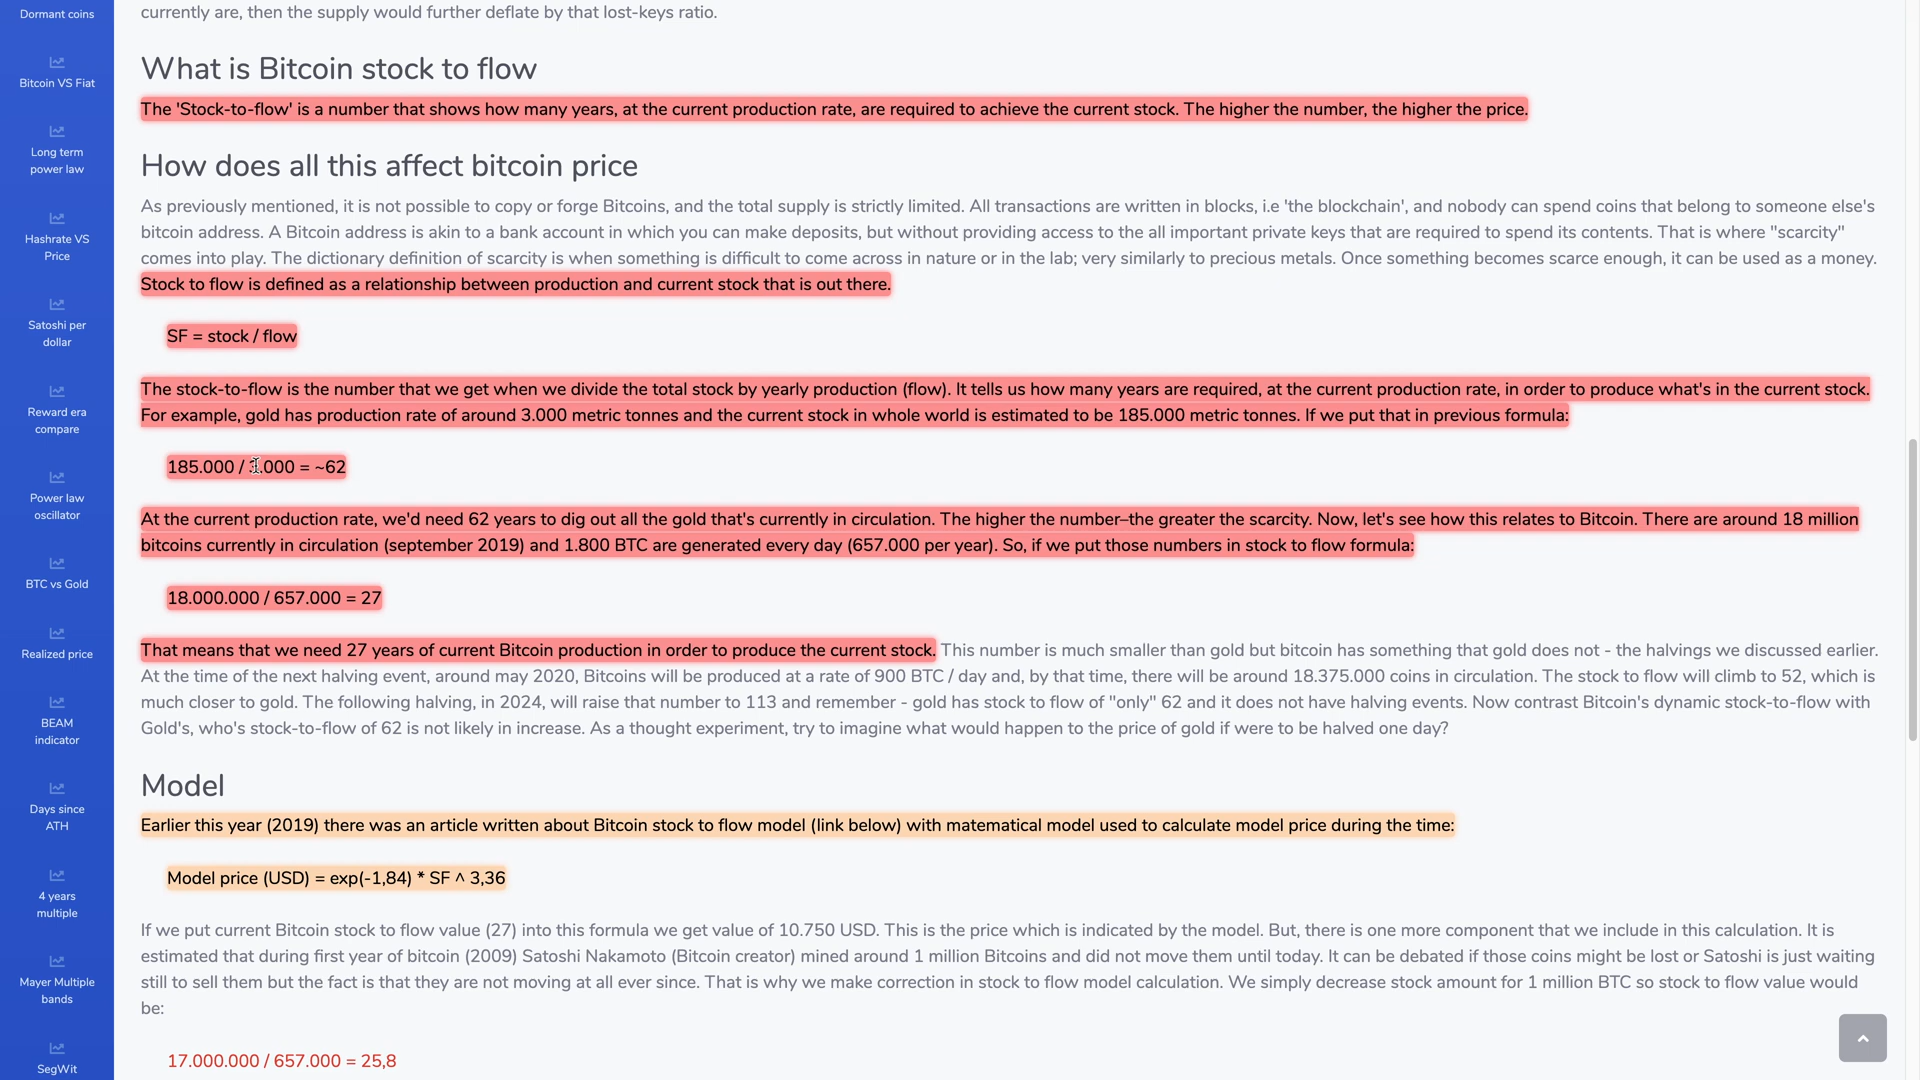 Dormant coins
Bitcoin VS Fiat
Long term
power law
Hashrate VS
Price
Satoshi per
dollar
Reward era
compare
Power law
oscillator
BTC vs Gold
Realized price
BEAM
indicator
Days since
ATH
4 years
multiple
Mayer Multiple
bands
SegWit
currently are, then the supply would further deflate by that lost-keys ratio.
What is Bitcoin stock to flow
The 'Stock-to-flow' is a number that shows how many years, at the current production rate, are required to achieve the current stock. The higher the number, the higher the price.
How does all this affect bitcoin price
As previously mentioned, it is not possible to copy or forge Bitcoins, and the total supply is strictly limited. All transactions are written in blocks, i.e 'the blockchain', and nobody can spend coins that belong to someone else's
bitcoin address. A Bitcoin address is akin to a bank account in which you can make deposits, but without providing access to the all important private keys that are required to spend its contents. That is where "scarcity"
comes into play. The dictionary definition of scarcity is when something is difficult to come across in nature or in the lab; very similarly to precious metals. Once something becomes scarce enough, it can be used as a money.
Stock to flow is defined as a relationship between production and current stock that is out there.
SF = stock / flow
The stock-to-flow is the number that we get when we divide the total stock by yearly production (flow). It tells us how many years are required, at the current production rate, in order to produce what's in the current stock.
For example, gold has production rate of around 3.000 metric tonnes and the current stock in whole world is estimated to be 185.000 metric tonnes. If we put that in previous formula:
185.000 / 3.000 = ~62
At the current production rate, we'd need 62 years to dig out all the gold that's currently in circulation. The higher the number–the greater the scarcity. Now, let's see how this relates to Bitcoin. There are around 18 million
bitcoins currently in circulation (september 2019) and 1.800 BTC are generated every day (657.000 per year). So, if we put those numbers in stock to flow formula:
18.000.000 / 657.000 = 27
That means that we need 27 years of current Bitcoin production in order to produce the current stock. This number is much smaller than gold but bitcoin has something that gold does not - the halvings we discussed earlier.
At the time of the next halving event, around may 2020, Bitcoins will be produced at a rate of 900 BTC / day and, by that time, there will be around 18.375.000 coins in circulation. The stock to flow will climb to 52, which is
much closer to gold. The following halving, in 2024, will raise that number to 113 and remember - gold has stock to flow of "only" 62 and it does not have halving events. Now contrast Bitcoin's dynamic stock-to-flow with
Gold's, who's stock-to-flow of 62 is not likely in increase. As a thought experiment, try to imagine what would happen to the price of gold if were to be halved one day?
Model
Earlier this year (2019) there was an article written about Bitcoin stock to flow model (link below) with matematical model used to calculate model price during the time:
Model price (USD) = exp(-1,84) * SF ^ 3,36
If we put current Bitcoin stock to flow value (27) into this formula we get value of 10.750 USD. This is the price which is indicated by the model. But, there is one more component that we include in this calculation. It is
estimated that during first year of bitcoin (2009) Satoshi Nakamoto (Bitcoin creator) mined around 1 million Bitcoins and did not move them until today. It can be debated if those coins might be lost or Satoshi is just waiting
still to sell them but the fact is that they are not moving at all ever since. That is why we make correction in stock to flow model calculation. We simply decrease stock amount for 1 million BTC so stock to flow value would
be:
17.000.000 / 657.000 = 25,8